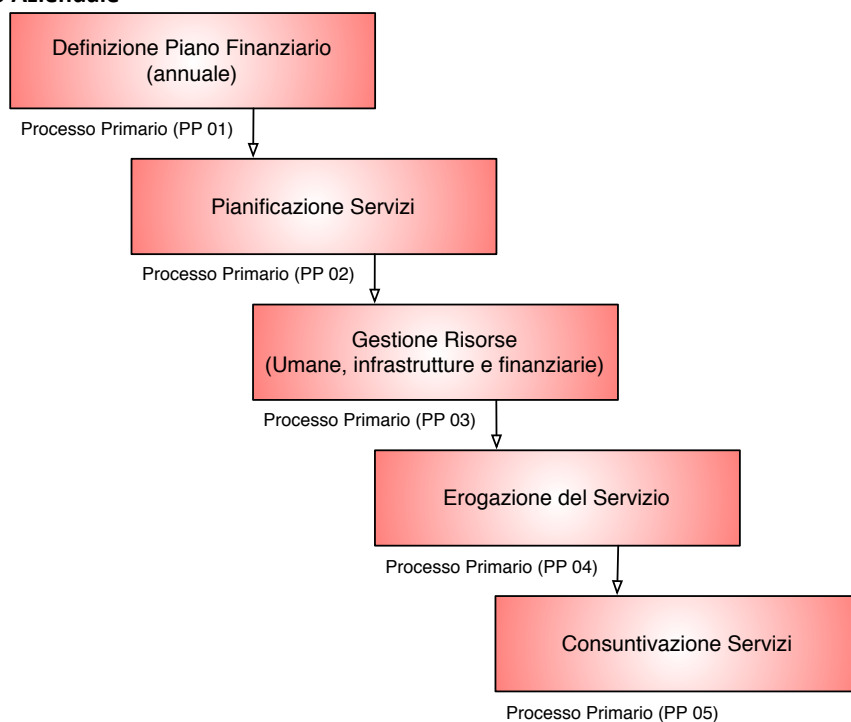 Aziendale
Definizione Piano Finanziario
(annuale)
Processo Primario (PP 01)
Pianificazione Servizi
Processo Primario (PP 02)
Gestione Risorse
(Umane, infrastrutture e finanziarie)
Processo Primario (PP 03)
Erogazione del Servizio
Processo Primario (PP 04)
Consuntivazione Servizi
Processo Primario (PP 05)